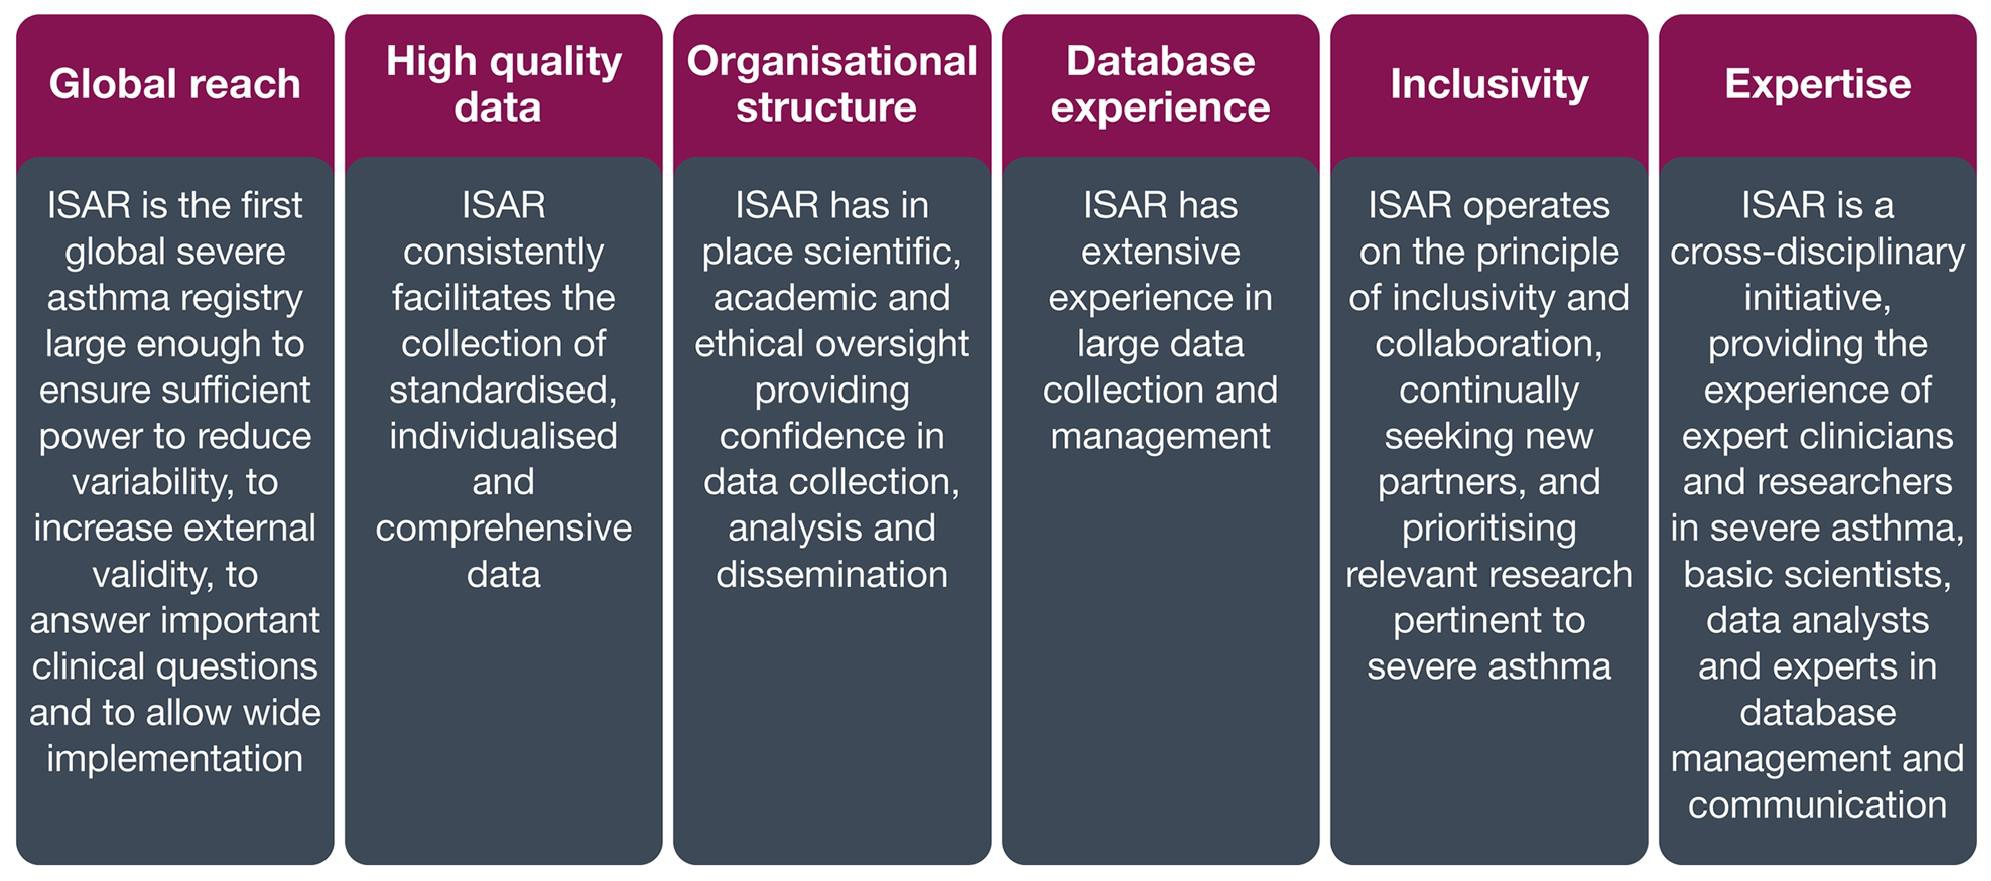 Global reach
ISAR is the first
global severe
asthma registry
large enough to
ensure sufficient
power to reduce
variability, to
increase external
validity, to
answer important
clinical questions
and to allow wide
implementation
High quality
data
ISAR
consistently
facilitates the
collection of
standardised,
individualised
and
comprehensive
data
Organisational
structure
ISAR has in
place scientific,
academic and
ethical oversight
providing
confidence in
data collection,
analysis and
dissemination
Database
experience
ISAR has
extensive
experience in
large data
collection and
management
Inclusivity
ISAR operates
on the principle
of inclusivity and
collaboration,
continually
seeking new
partners, and
prioritising
relevant research
pertinent to
severe asthma
Expertise
ISAR is a
cross-disciplinary
initiative,
providing the
experience of
expert clinicians
and researchers
in severe asthma,
basic scientists,
data analysts
and experts in
database
management and
communication